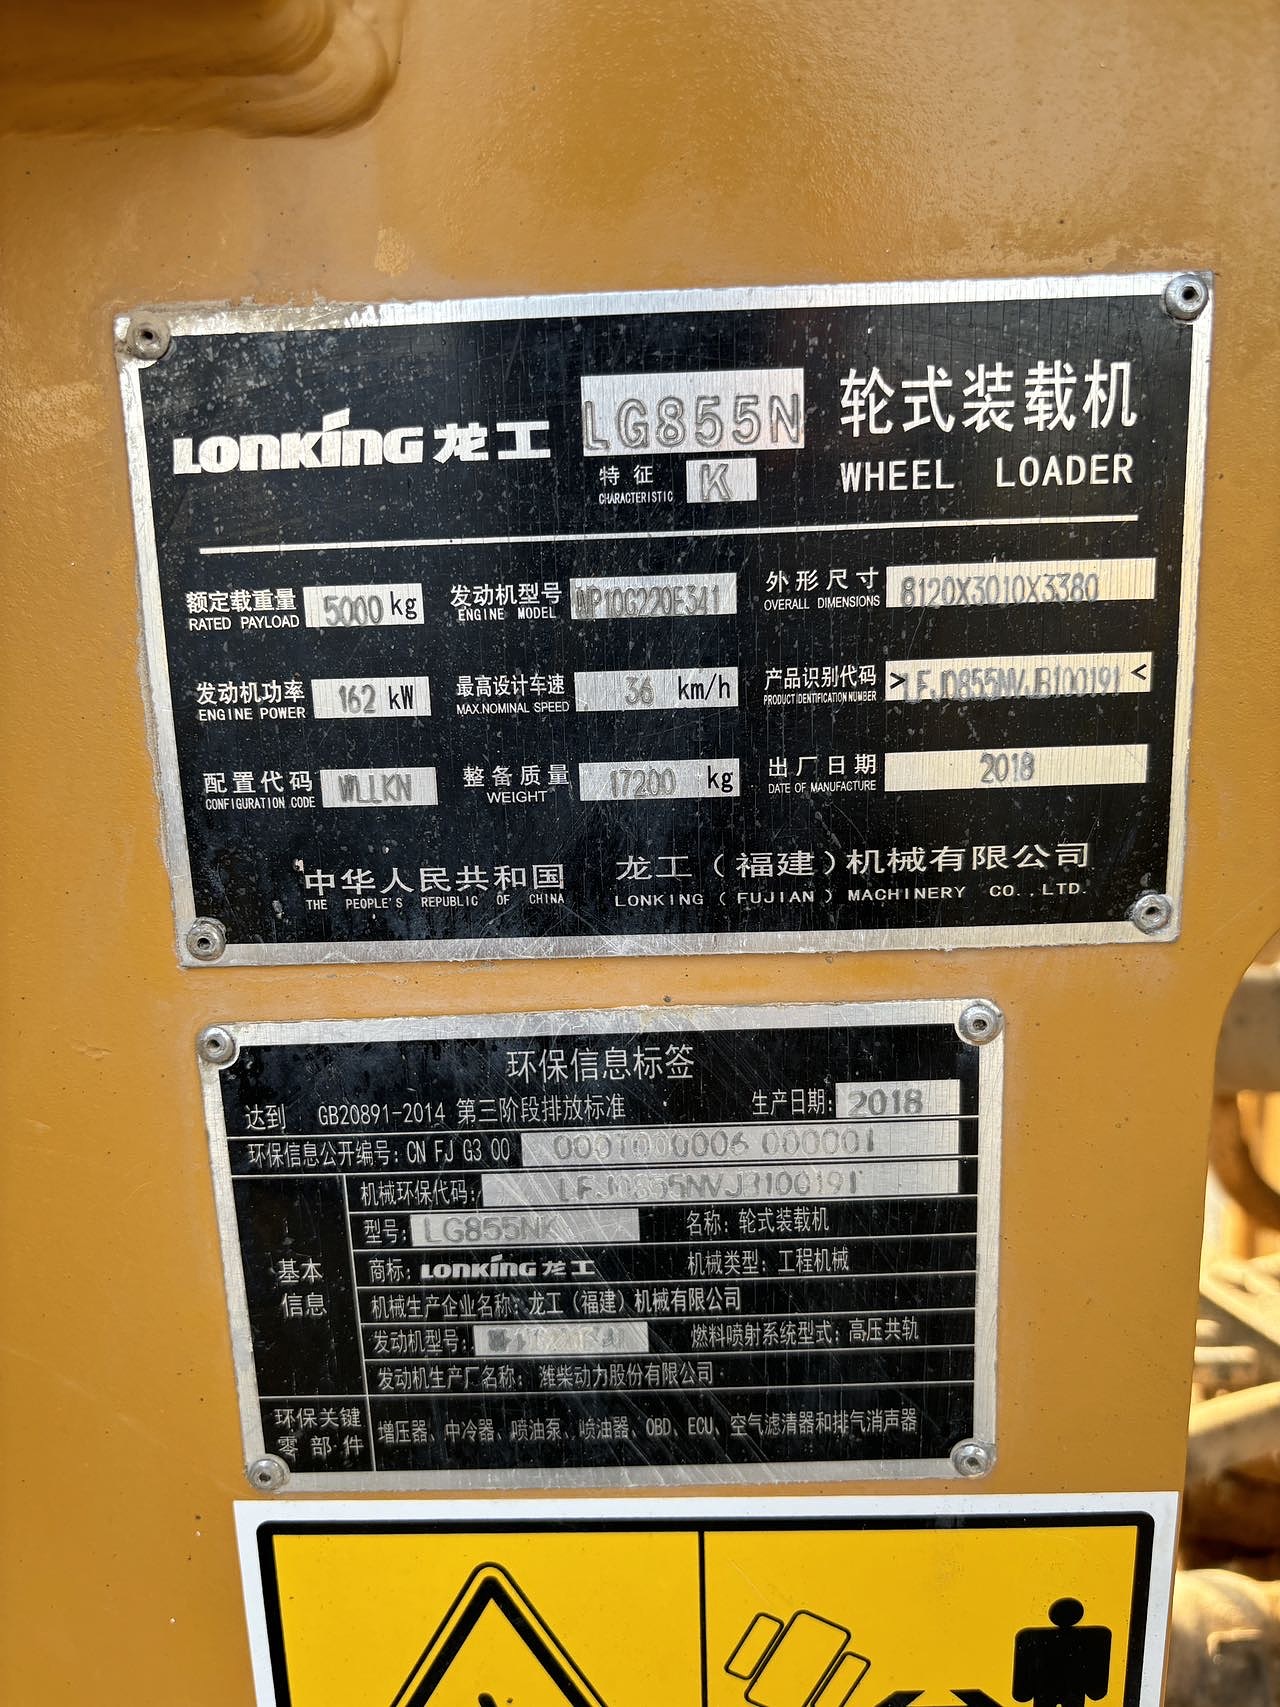 LONKING 龙工 LG855N 轮式装载机
特征 K WHEEL LOADER
CHARACTERISTIC
额定载重量 5000 kg 发动机型号 WP10G220E341 外形尺寸 8120X3010X3380
RATED PAYLOAD ENGINE MODEL OVERALL DIMENSIONS
发动机功率 162 kW 最高设计车速 36 km/h 产品识别代码 >LFJ0855NVJB100191<
ENGINE POWER MAX.NOMINAL SPEED PRODUCT IDENTIFICATION NUMBER
配置代码 WLLKN 整备质量 17200 kg 出厂日期 2018
CONFIGURATION CODE WEIGHT DATE OF MANUFACTURE
中华人民共和国 龙工（福建）机械有限公司
THE PEOPLE'S REPUBLIC OF CHINA LONKING ( FUJIAN ) MACHINERY CO.,LTD.
环保信息标签
达到 GB20891-2014 第三阶段排放标准 生产日期: 2018
环保信息公开编号: CN FJ G3 00 000T000006 000001
机械环保代码: LFJ0855NVJB100191
型号: LG855NK 名称: 轮式装载机
基本
信息
商标: LONKING 龙工 机械类型: 工程机械
机械生产企业名称: 龙工（福建）机械有限公司
发动机型号: 燃料喷射系统型式: 高压共轨
发动机生产厂名称: 潍柴动力股份有限公司
环保关键
零部件
增压器、中冷器、喷油泵、喷油器、OBD、ECU、空气滤清器和排气消声器